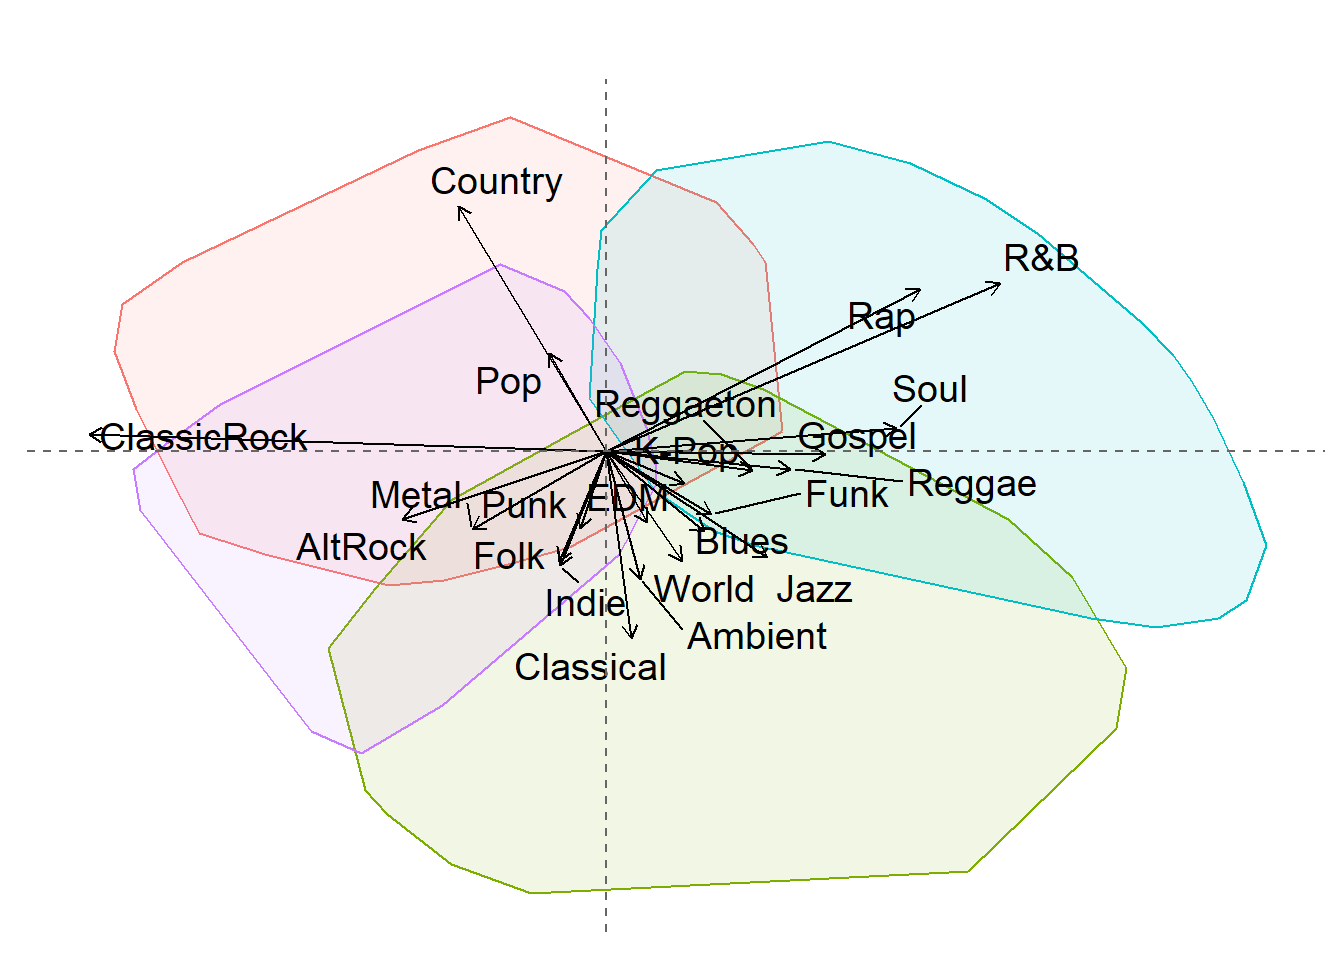 Country
R&B
Rap
Pop
Soul
Reggaeton
ClassicRock
Gospel
K-Pop
Reggae
Metal
Punk
EDM
Funk
AltRock
Blues
Folk
World
Jazz
Indie
Ambient
Classical